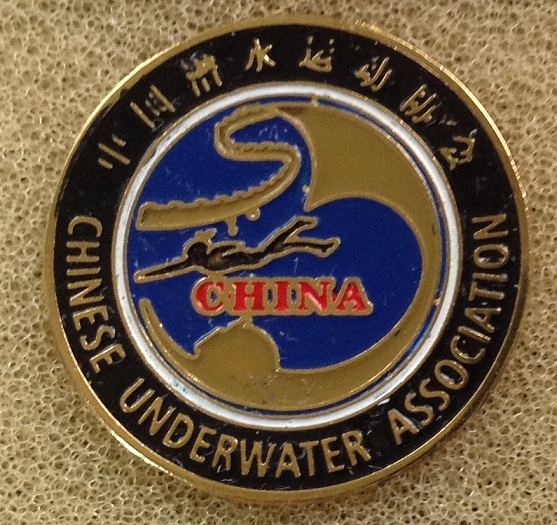 中国潜水运动协会
CHINA
CHINESE UNDERWATER ASSOCIATION